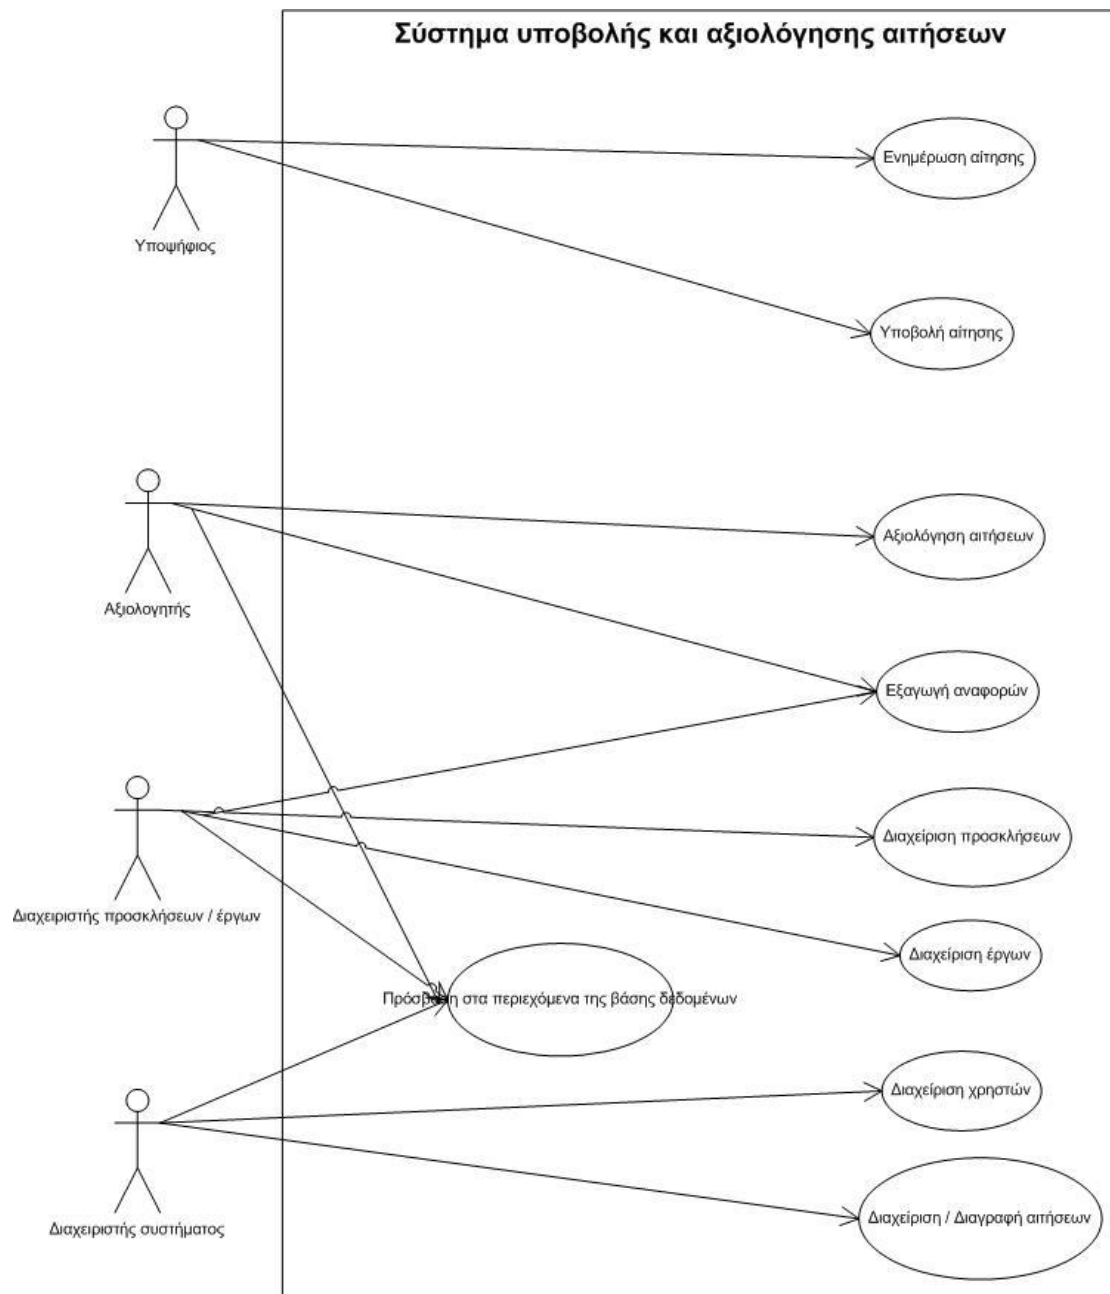 Σύστημα υποβολής και αξιολόγησης αιτήσεων
Ενημέρωση αίτησης
Υποψήφιος
Υποβολή αίτησης
Αξιολόγηση αιτήσεων
Αξιολογητής
Εξαγωγή αναφορών
Διαχείριση προσκλήσεων
Διαχειριστής προσκλήσεων / έργων
Διαχείριση έργων
Πρόσβαση στα περιεχόμενα της βάσης δεδομένων
Διαχείριση χρηστών
Διαχείριση / Διαγραφή αιτήσεων
Διαχειριστής συστήματος